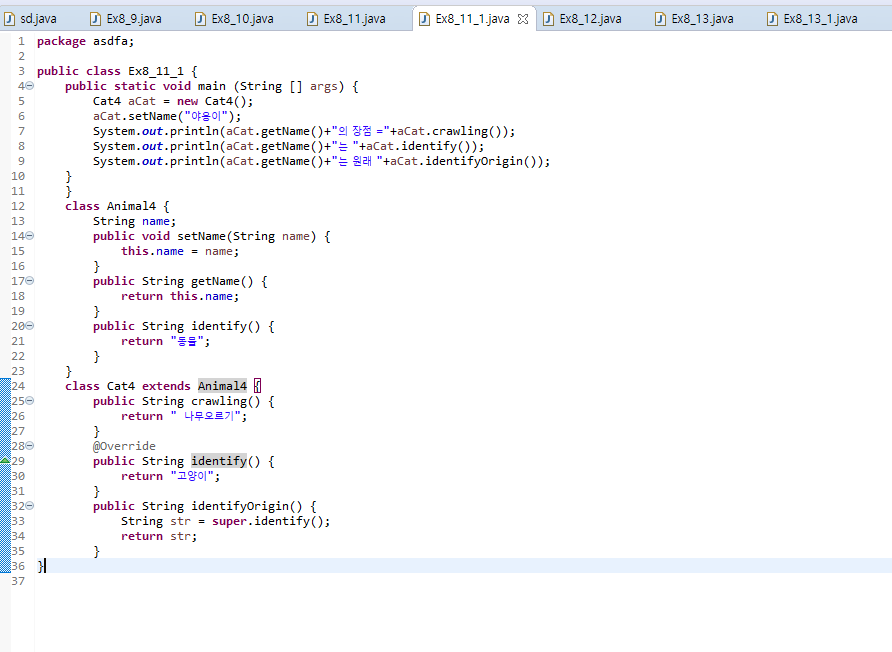 sd.java Ex8_9.java Ex8_10.java Ex8_11.java Ex8_11_1.java Ex8_12.java Ex8_13.java Ex8_13_1.java
1 package asdfa;
2
3 public class Ex8_11_1 {
4 public static void main (String [] args) {
5 Cat4 aCat = new Cat4();
6 aCat.setName("야옹이");
7 System.out.println(aCat.getName()+"의 장점 ="+aCat.crawling());
8 System.out.println(aCat.getName()+"는 "+aCat.identify());
9 System.out.println(aCat.getName()+"는 원래 "+aCat.identifyOrigin());
10 }
11 }
12 class Animal4 {
13 String name;
14 public void setName(String name) {
15 this.name = name;
16 }
17 public String getName() {
18 return this.name;
19 }
20 public String identify() {
21 return "동물";
22 }
23 }
24 class Cat4 extends Animal4 {
25 public String crawling() {
26 return " 나무오르기";
27 }
28 @Override
29 public String identify() {
30 return "고양이";
31 }
32 public String identifyOrigin() {
33 String str = super.identify();
34 return str;
35 }
36 }
37